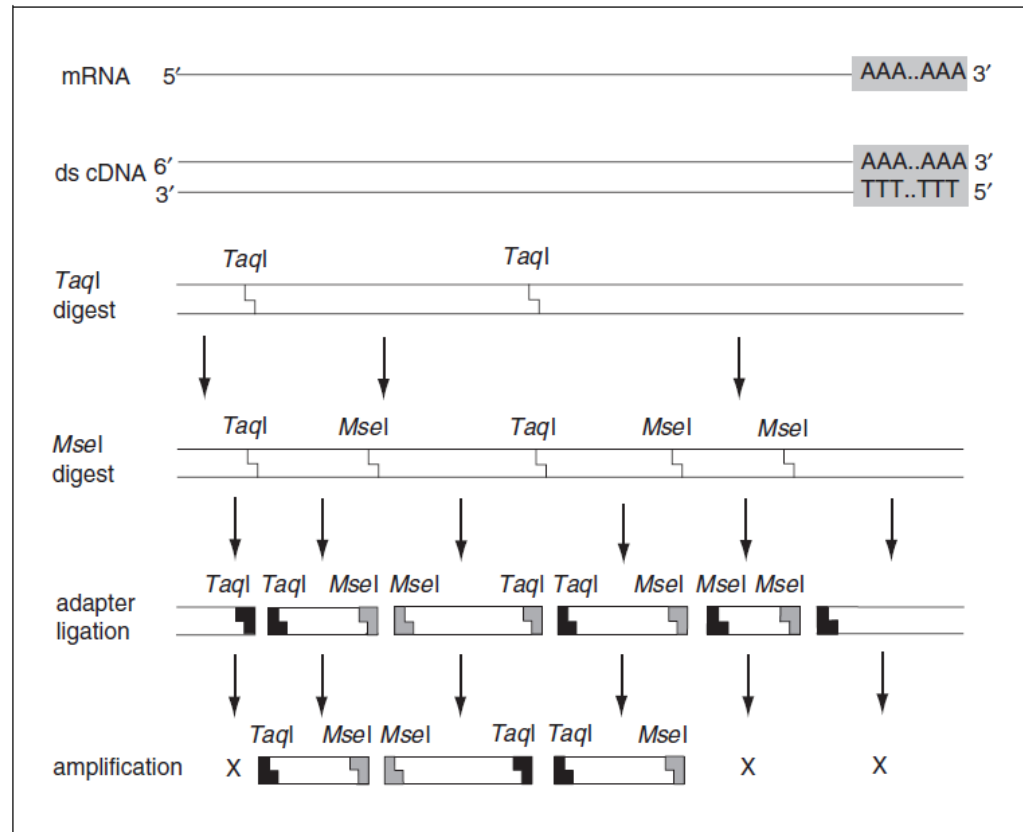 mRNA 5′ AAA..AAA 3′
ds cDNA 6′ AAA..AAA 3′
3′ TTT..TTT 5′
TaqI TaqI
TaqI
digest
TaqI MseI TaqI MseI MseI
MseI
digest
TaqI TaqI MseI MseI TaqI TaqI MseI MseI MseI
adapter
ligation
TaqI MseI MseI TaqI TaqI MseI
amplification X X X